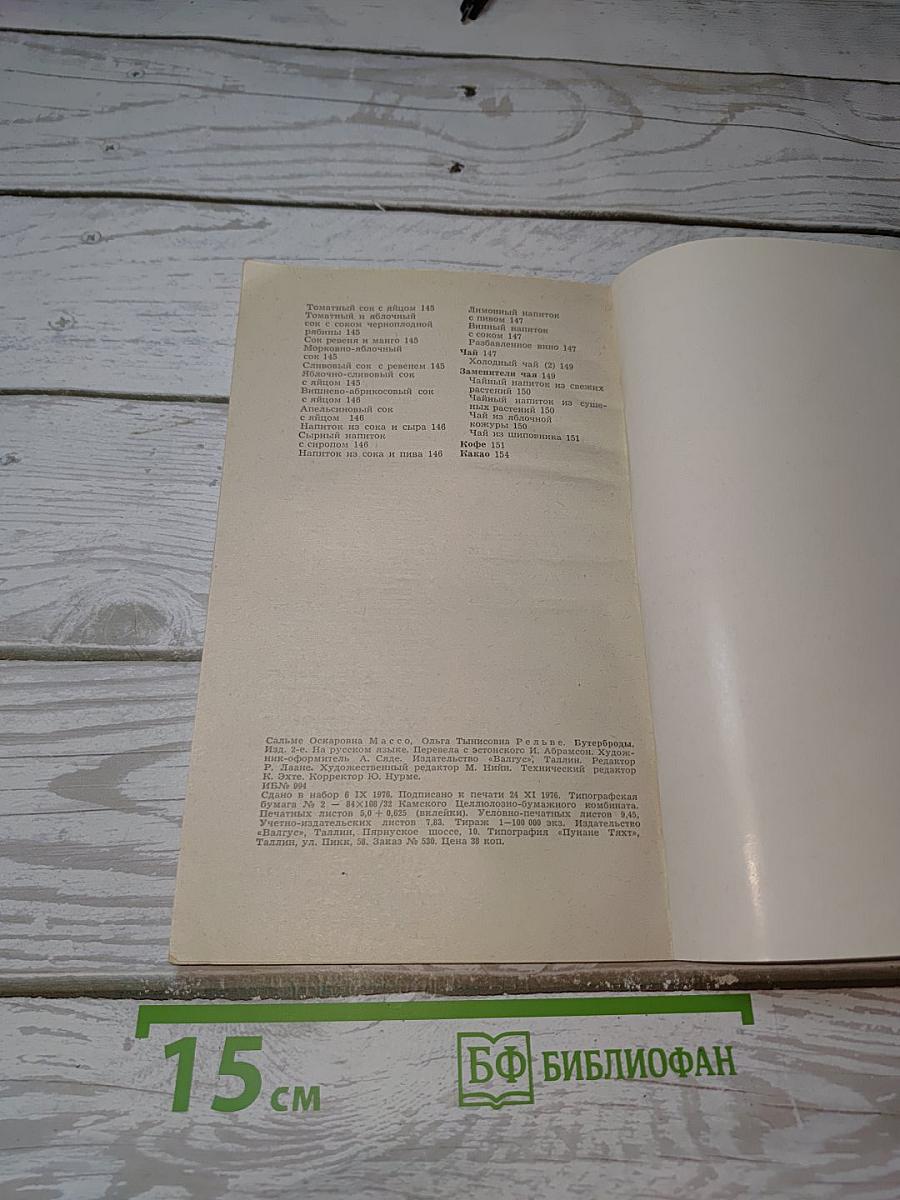 Томатный сок с яйцом 145
Томатный и яблочный
сок с соком черноплодной
рябины 145
Сок ревеня и манго 145
Морковно-яблочный
сок 145
Сливовый сок с ревенем 145
Яблочно-сливовый сок
с яйцом 145
Вишнево-абрикосовый сок
с яйцом 146
Апельсиновый сок
с яйцом 146
Напиток из сока и сыра 146
Сырный напиток
с сиропом 146
Напиток из сока и пива 146
Лимонный напиток
с пивом 147
Винный напиток
с соком 147
Разбавленное вино 147
Чай 147
Холодный чай (2) 149
Заменители чая 149
Чайный напиток из свежих
растений 150
Чайный напиток из суше-
ных растений 150
Чай из яблочной
кожуры 150
Чай из шиповника 151
Кофе 151
Какао 154
Сальме Оскаровна Массо, Ольга Тынисовна Рельве. Бутерброды.
Изд. 2-е. На русском языке. Перевела с эстонского И. Абрамсон. Худож-
ник-оформитель А. Сяде. Издательство «Валгус», Таллин. Редактор
Р. Лаане. Художественный редактор М. Нийн. Технический редактор
К. Эхте. Корректор Ю. Нурме.
ИБ№ 994
Сдано в набор 6 IX 1976. Подписано к печати 24 XI 1976. Типографская
бумага № 2 — 84×108/32 Камского Целлюлозно-бумажного комбината.
Печатных листов 5,0+0,625 (вклейки). Условно-печатных листов 9,45,
Учетно-издательских листов 7,83. Тираж 1—100 000 экз. Издательство
«Валгус», Таллин, Пярнуское шоссе, 10. Типография «Пунане Тяхт»,
Таллин, ул. Пикк, 58. Заказ № 530. Цена 38 коп.
15 см
БФ БИБЛИОФАН